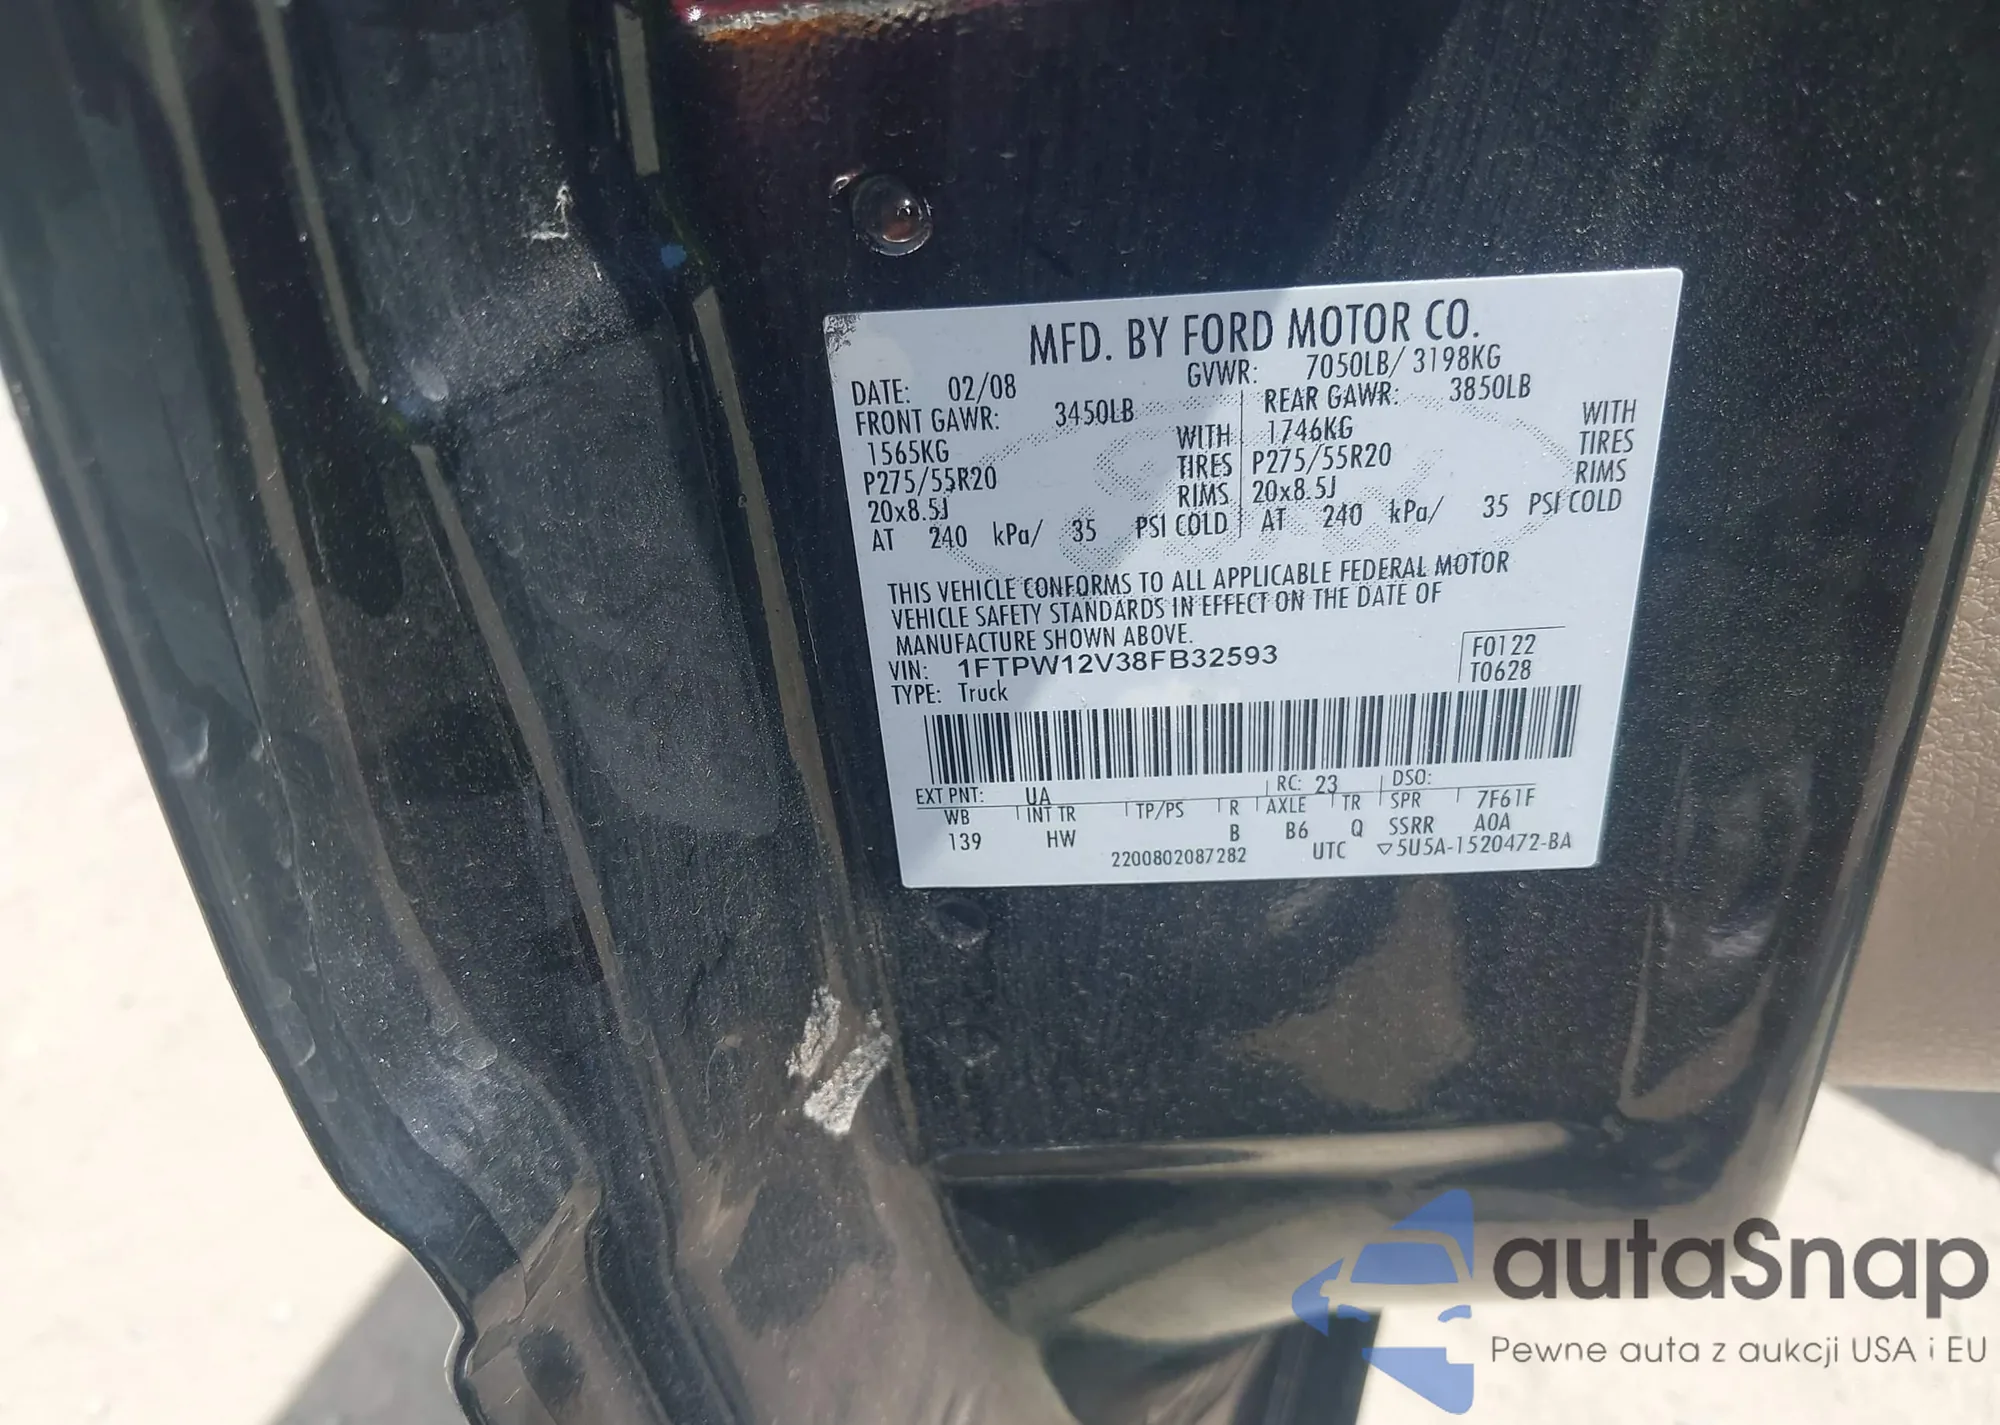 MFD. BY FORD MOTOR CO.
DATE: 02/08 GVWR: 7050LB/ 3198KG
FRONT GAWR: 3450LB REAR GAWR: 3850LB
1565KG WITH 1746KG WITH
P275/55R20 TIRES P275/55R20 TIRES
20x8.5J RIMS 20x8.5J RIMS
AT 240 kPa/ 35 PSI COLD AT 240 kPa/ 35 PSI COLD
THIS VEHICLE CONFORMS TO ALL APPLICABLE FEDERAL MOTOR
VEHICLE SAFETY STANDARDS IN EFFECT ON THE DATE OF
MANUFACTURE SHOWN ABOVE.
VIN: 1FTPW12V38FB32593 F0122
TYPE: Truck T0628
EXT PNT: UA RC: 23 DSO:
WB INT TR TP/PS R AXLE TR SPR 7F61F
139 HW B B6 Q SSRR A0A
2200802087282 UTC ▽5U5A-1520472-BA
autaSnap
Pewne auta z aukcji USA i EU